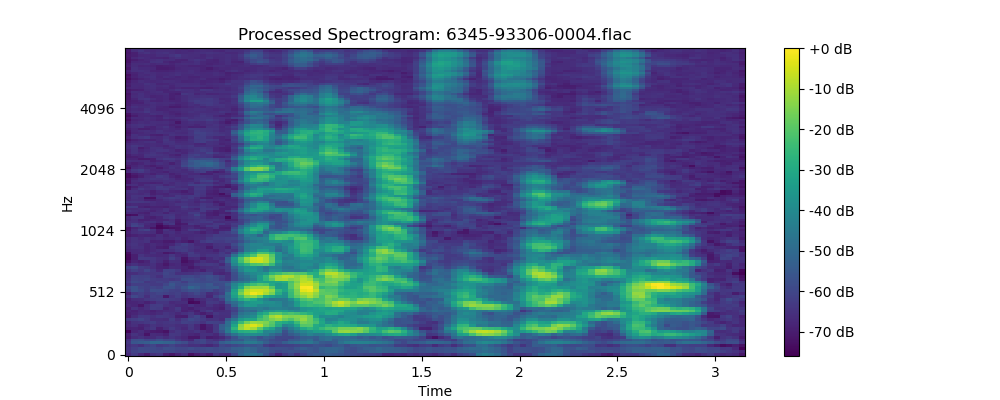 Processed Spectrogram: 6345-93306-0004.flac
+0 dB
-10 dB
-20 dB
-30 dB
-40 dB
-50 dB
-60 dB
-70 dB
Hz
4096
2048
1024
512
0
0 0.5 1 1.5 2 2.5 3
Time